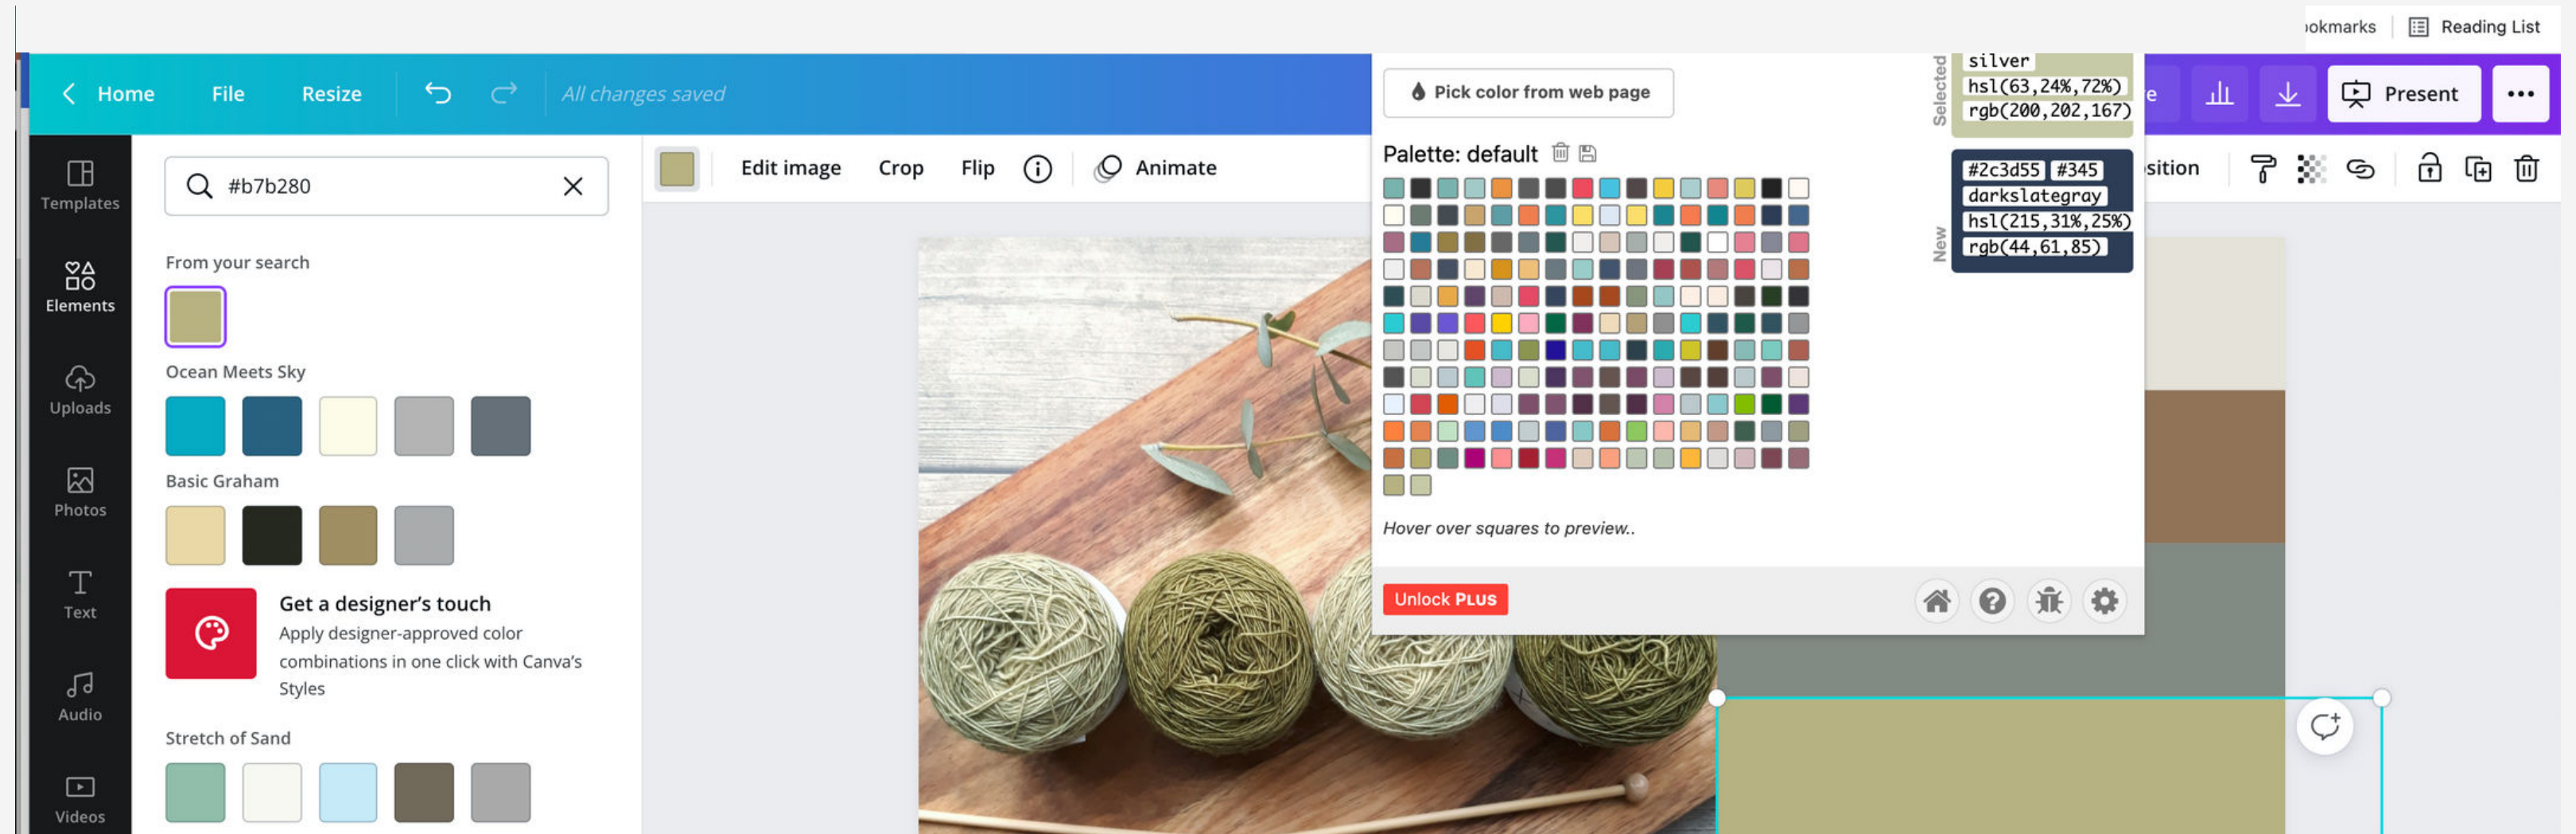 Reading List
Home File Resize All changes saved
Present
Templates
Elements
Uploads
Photos
Text
Audio
Videos
#b7b280
From your search
Ocean Meets Sky
Basic Graham
Get a designer’s touch
Apply designer-approved color
combinations in one click with Canva’s
Styles
Stretch of Sand
Edit image Crop Flip Animate
Pick color from web page
Palette: default
Hover over squares to preview..
Unlock PLUS
Selected
silver
hsl(63,24%,72%)
rgb(200,202,167)
New
#2c3d55 #345
darkslategray
hsl(215,31%,25%)
rgb(44,61,85)